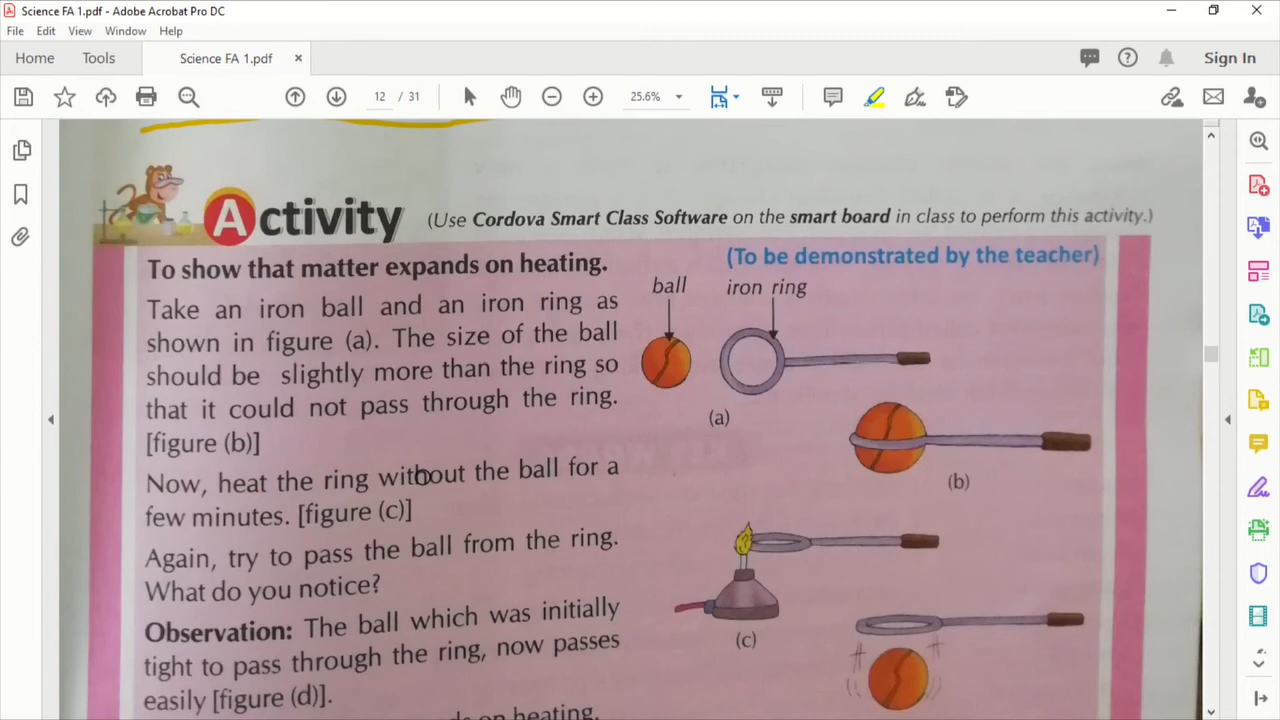 Science FA 1.pdf - Adobe Acrobat Pro DC
File Edit View Window Help
Home Tools Science FA 1.pdf × Sign In
12 / 31 25.6%
Activity (Use Cordova Smart Class Software on the smart board in class to perform this activity.)
To show that matter expands on heating. (To be demonstrated by the teacher)
Take an iron ball and an iron ring as
shown in figure (a). The size of the ball
should be slightly more than the ring so
that it could not pass through the ring.
[figure (b)]
Now, heat the ring without the ball for a
few minutes. [figure (c)]
Again, try to pass the ball from the ring.
What do you notice?
Observation: The ball which was initially
tight to pass through the ring, now passes
easily [figure (d)].
on heating.
ball iron ring
(a)
(b)
(c)